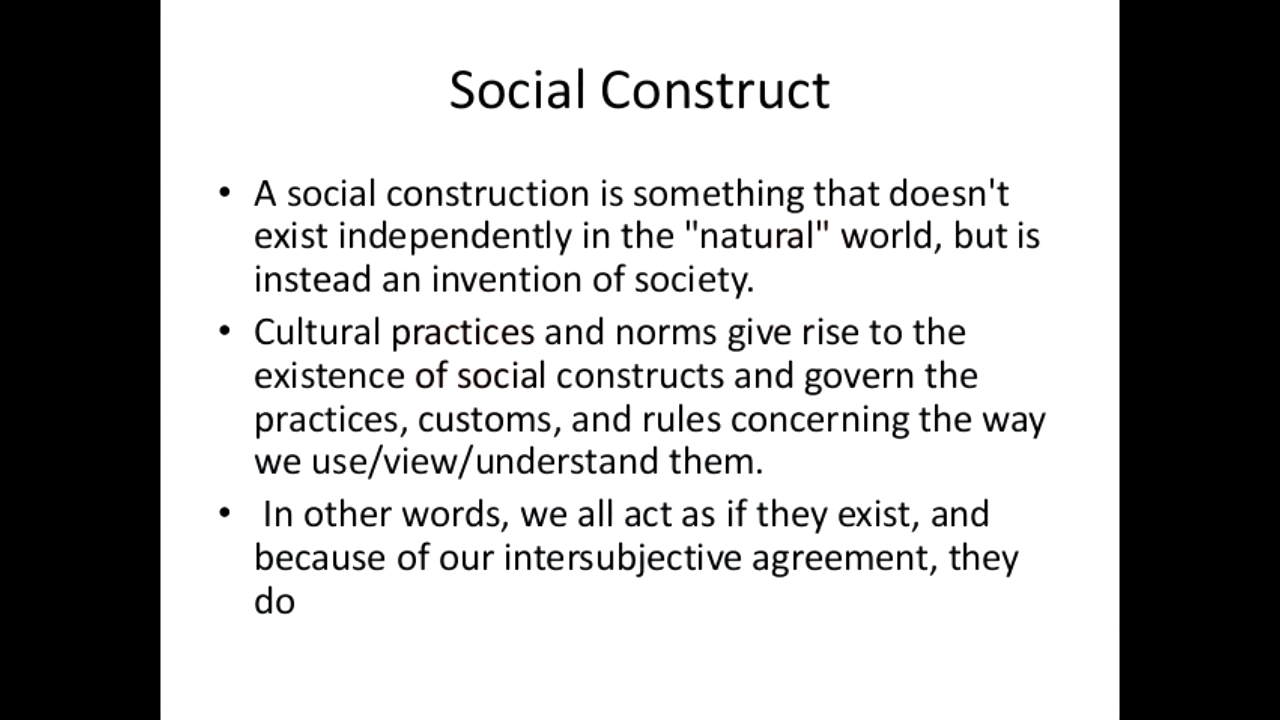 Social Construct
• A social construction is something that doesn't
exist independently in the "natural" world, but is
instead an invention of society.
• Cultural practices and norms give rise to the
existence of social constructs and govern the
practices, customs, and rules concerning the way
we use/view/understand them.
• In other words, we all act as if they exist, and
because of our intersubjective agreement, they
do